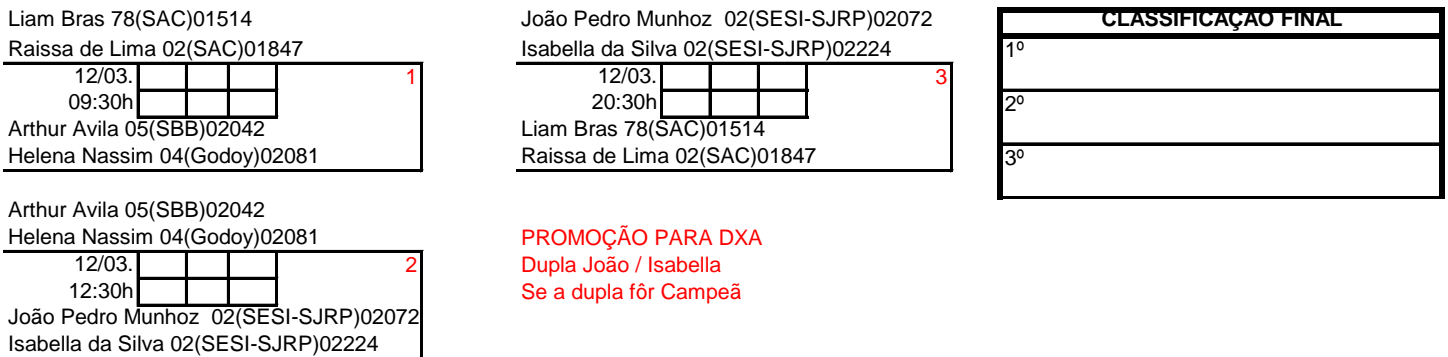 Liam Bras 78(SAC)01514
Raissa de Lima 02(SAC)01847
12/03. 1
09:30h
Arthur Avila 05(SBB)02042
Helena Nassim 04(Godoy)02081
Arthur Avila 05(SBB)02042
Helena Nassim 04(Godoy)02081
12/03. 2
12:30h
João Pedro Munhoz 02(SESI-SJRP)02072
Isabella da Silva 02(SESI-SJRP)02224
João Pedro Munhoz 02(SESI-SJRP)02072
Isabella da Silva 02(SESI-SJRP)02224
12/03. 3
20:30h
Liam Bras 78(SAC)01514
Raissa de Lima 02(SAC)01847
PROMOÇÃO PARA DXA
Dupla João / Isabella
Se a dupla fôr Campeã
CLASSIFICAÇÃO FINAL
1º
2º
3º